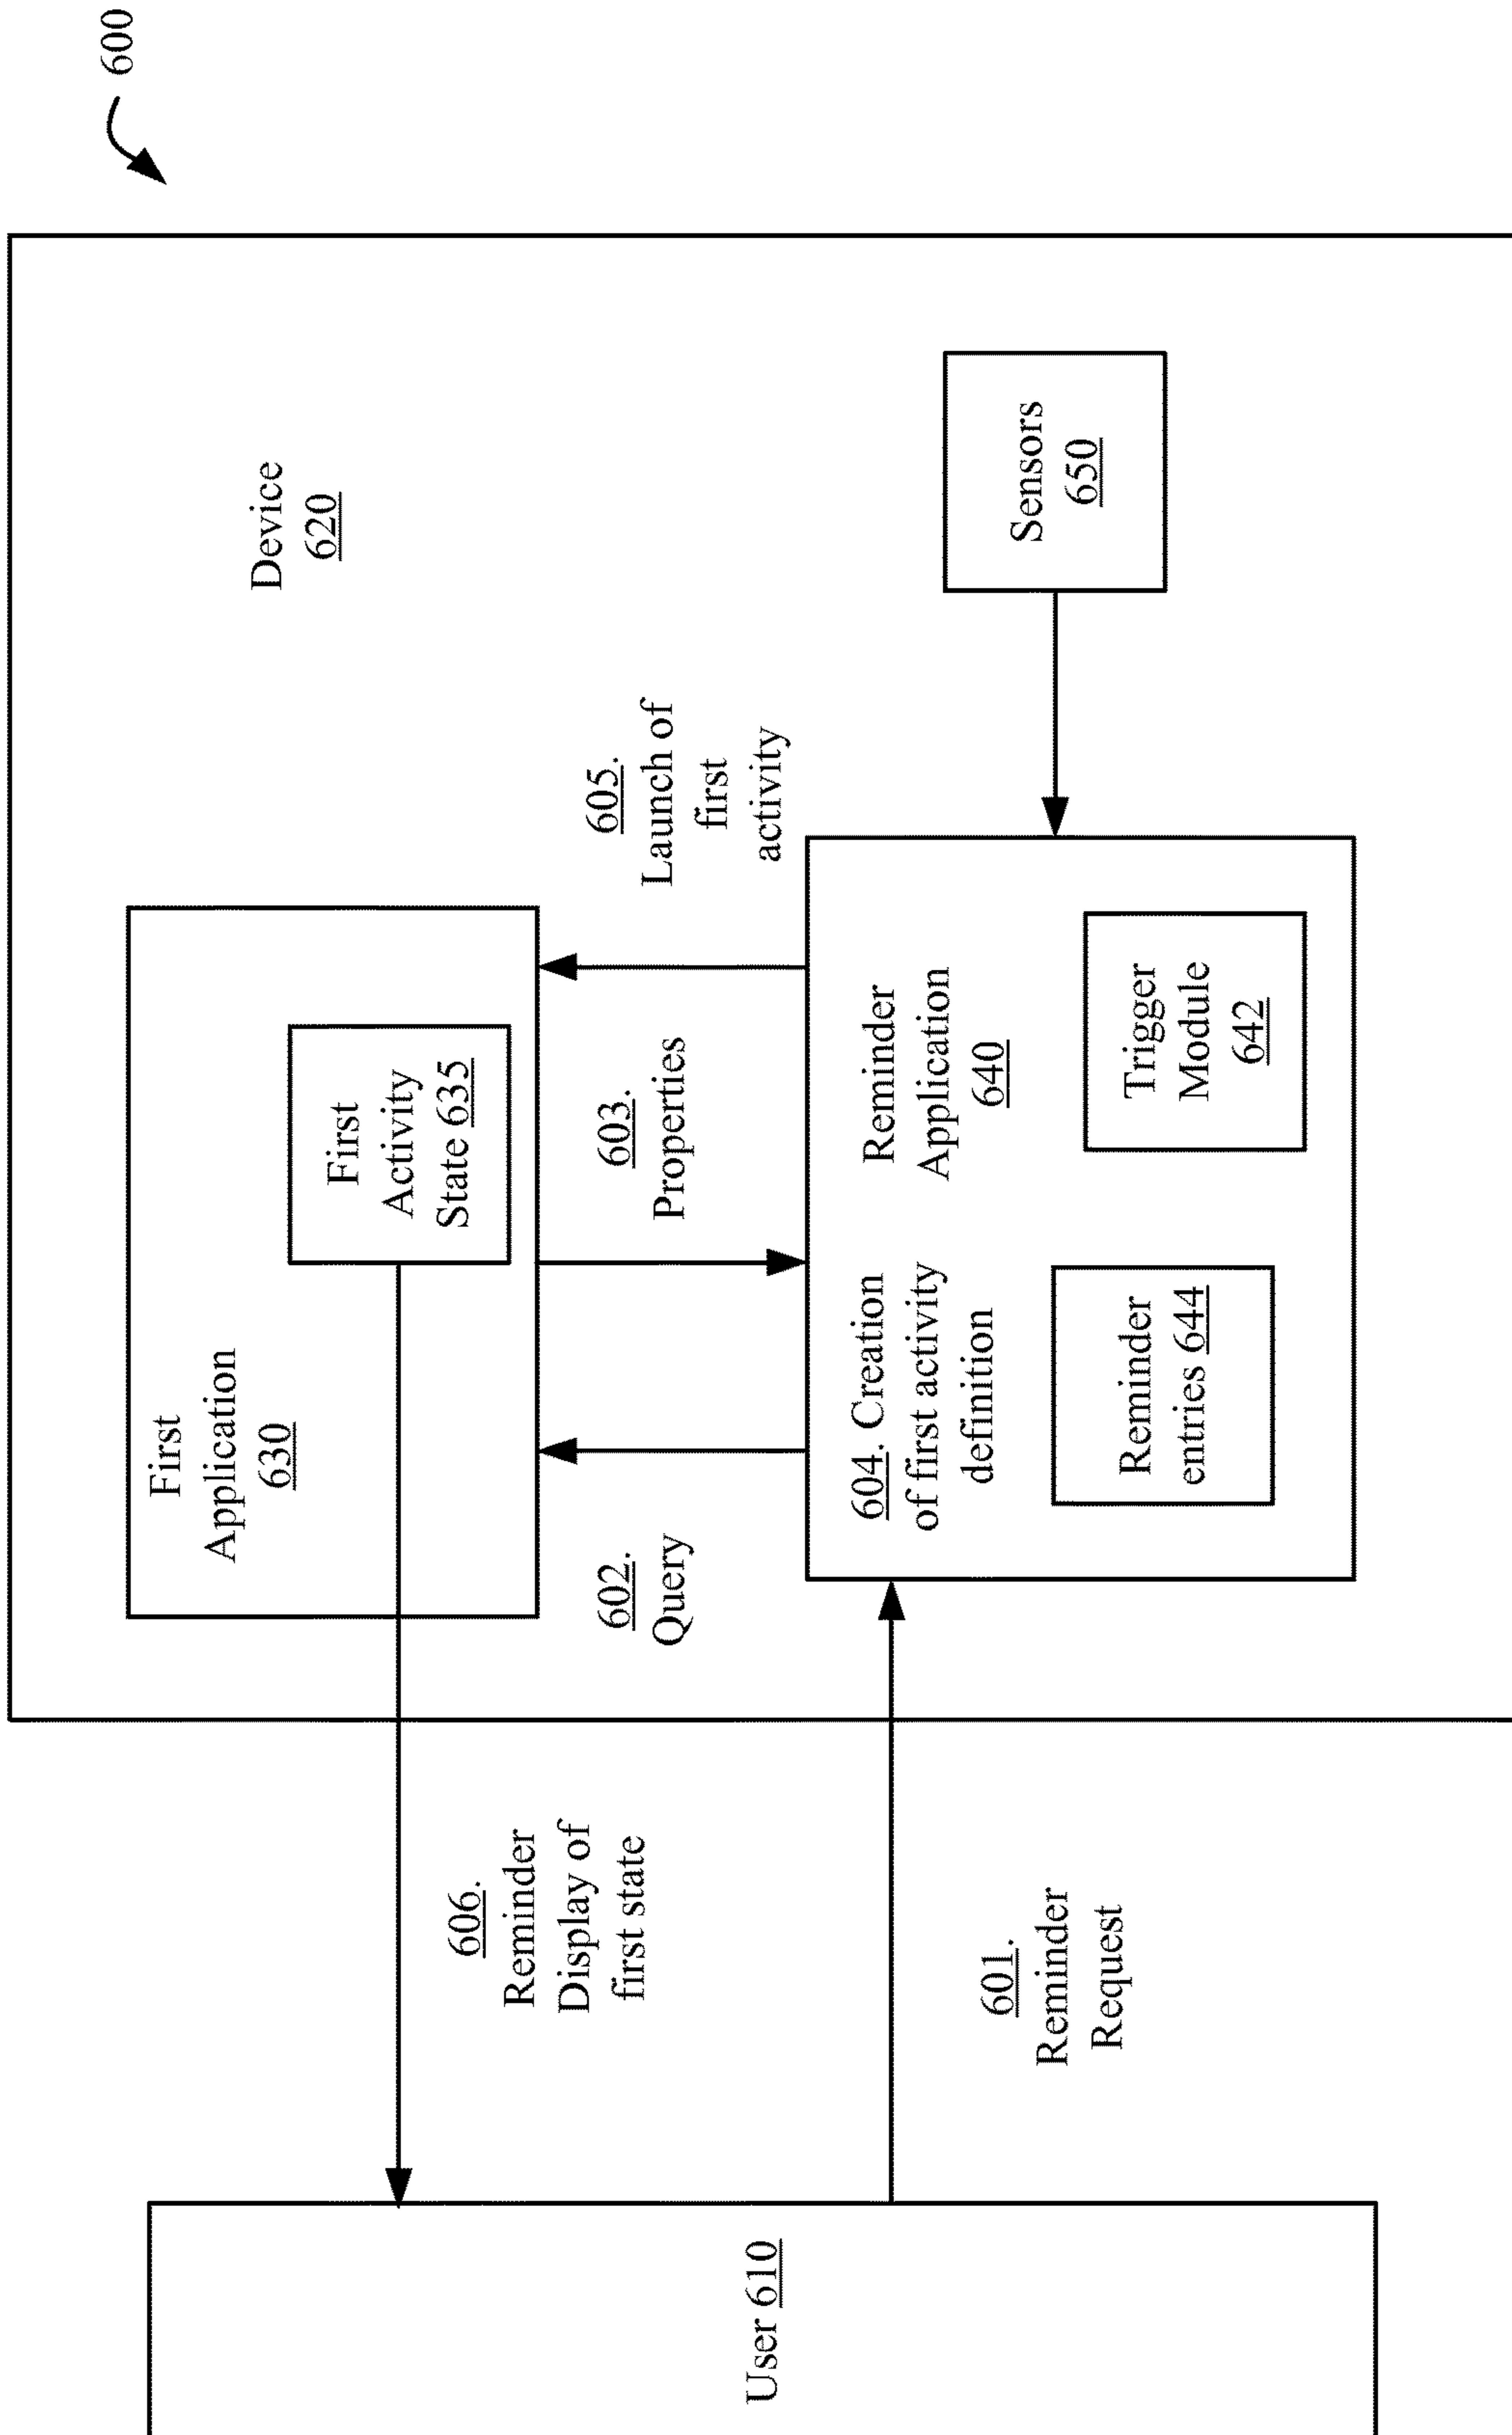 600
Device
620
First
Application
630
First
Activity
State 635
602.
Query
603.
Properties
605.
Launch of
first
activity
604. Creation
of first activity
definition
Reminder
Application
640
Reminder
entries 644
Trigger
Module
642
Sensors
650
606.
Reminder
Display of
first state
601.
Reminder
Request
User 610